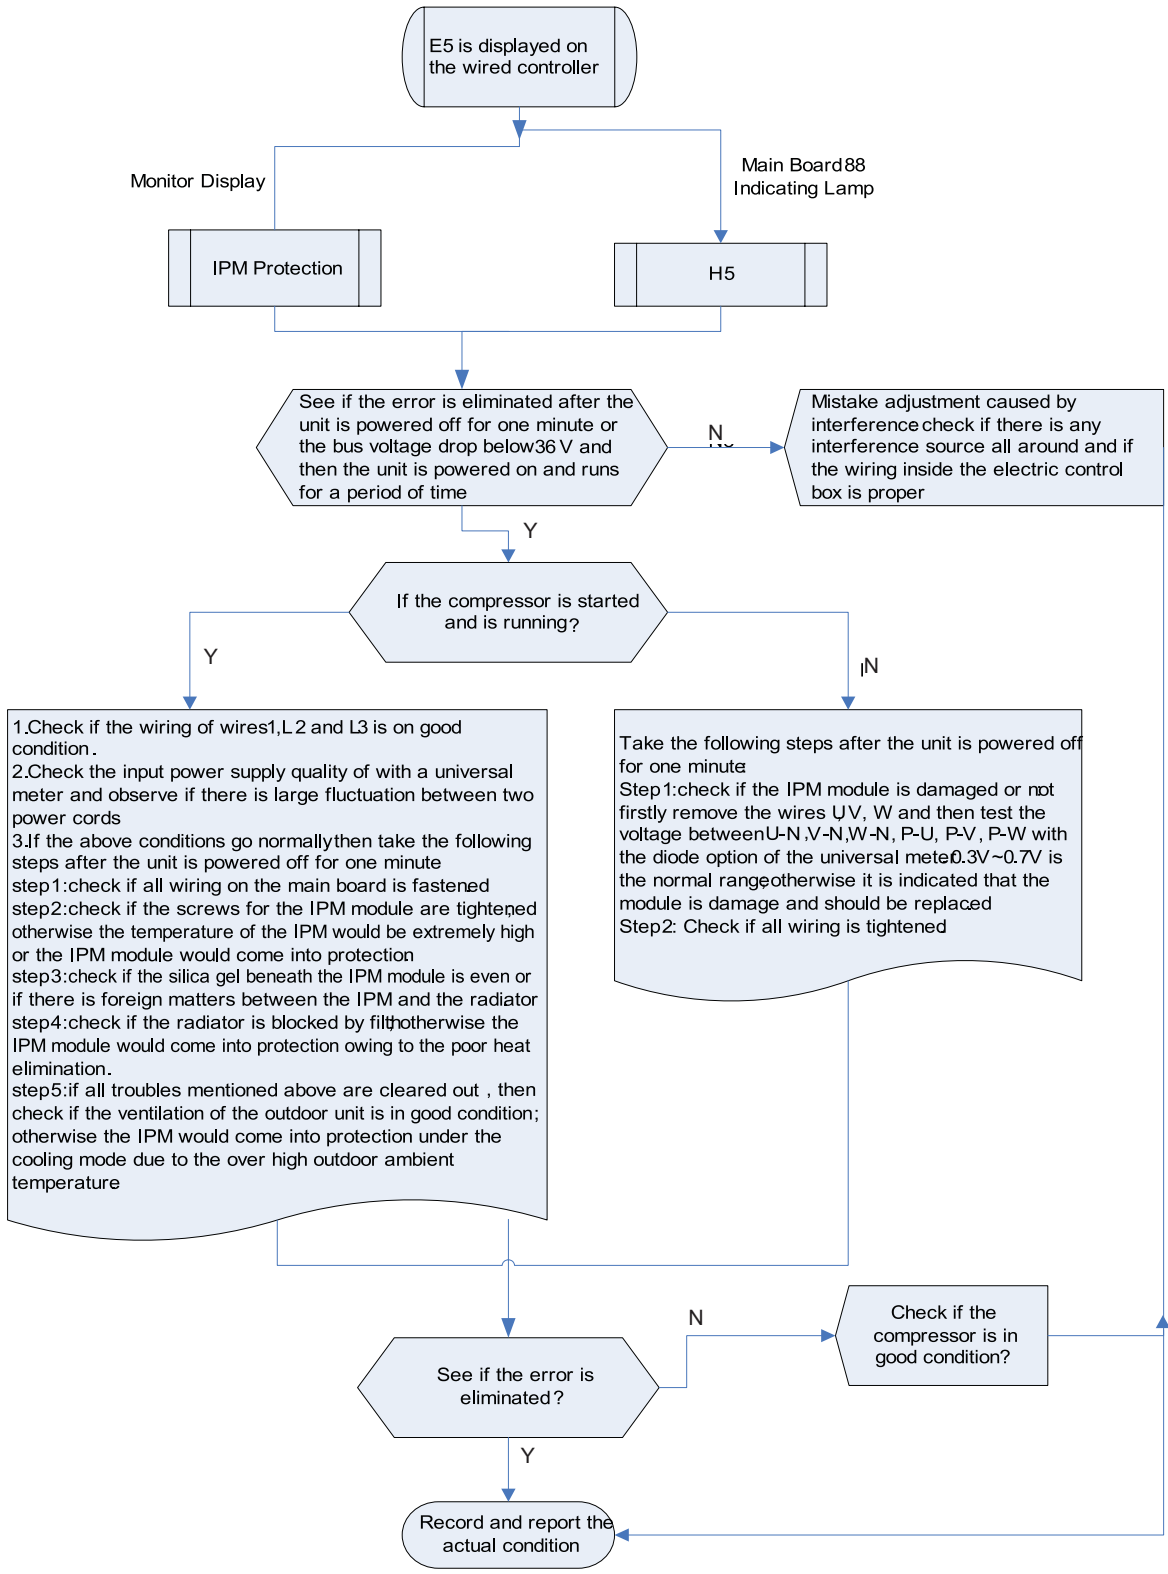 E5 is displayed on
the wired controller
Monitor Display
Main Board 88
Indicating Lamp
IPM Protection
H5
See if the error is eliminated after the
unit is powered off for one minute or
the bus voltage drop below 36 V and
then the unit is powered on and runs
for a period of time
N
Mistake adjustment caused by
interference check if there is any
interference source all around and if
the wiring inside the electric control
box is proper
Y
If the compressor is started
and is running?
Y
N
1.Check if the wiring of wires1,L2 and L3 is on good
condition.
2.Check the input power supply quality of with a universal
meter and observe if there is large fluctuation between two
power cords
3.If the above conditions go normally then take the following
steps after the unit is powered off for one minute
step1:check if all wiring on the main board is fastened
step2:check if the screws for the IPM module are tightened,
otherwise the temperature of the IPM would be extremely high
or the IPM module would come into protection
step3:check if the silica gel beneath the IPM module is even or
if there is foreign matters between the IPM and the radiator
step4:check if the radiator is blocked by filth,otherwise the
IPM module would come into protection owing to the poor heat
elimination.
step5:if all troubles mentioned above are cleared out , then
check if the ventilation of the outdoor unit is in good condition;
otherwise the IPM would come into protection under the
cooling mode due to the over high outdoor ambient
temperature
Take the following steps after the unit is powered off
for one minute:
Step1:check if the IPM module is damaged or not
firstly remove the wires U,V, W and then test the
voltage between U-N,V-N,W-N, P-U, P-V, P-W with
the diode option of the universal meter.0.3V~0.7V is
the normal range;otherwise it is indicated that the
module is damage and should be replaced
Step2: Check if all wiring is tightened
N
Check if the
compressor is in
good condition?
See if the error is
eliminated?
Y
Record and report the
actual condition